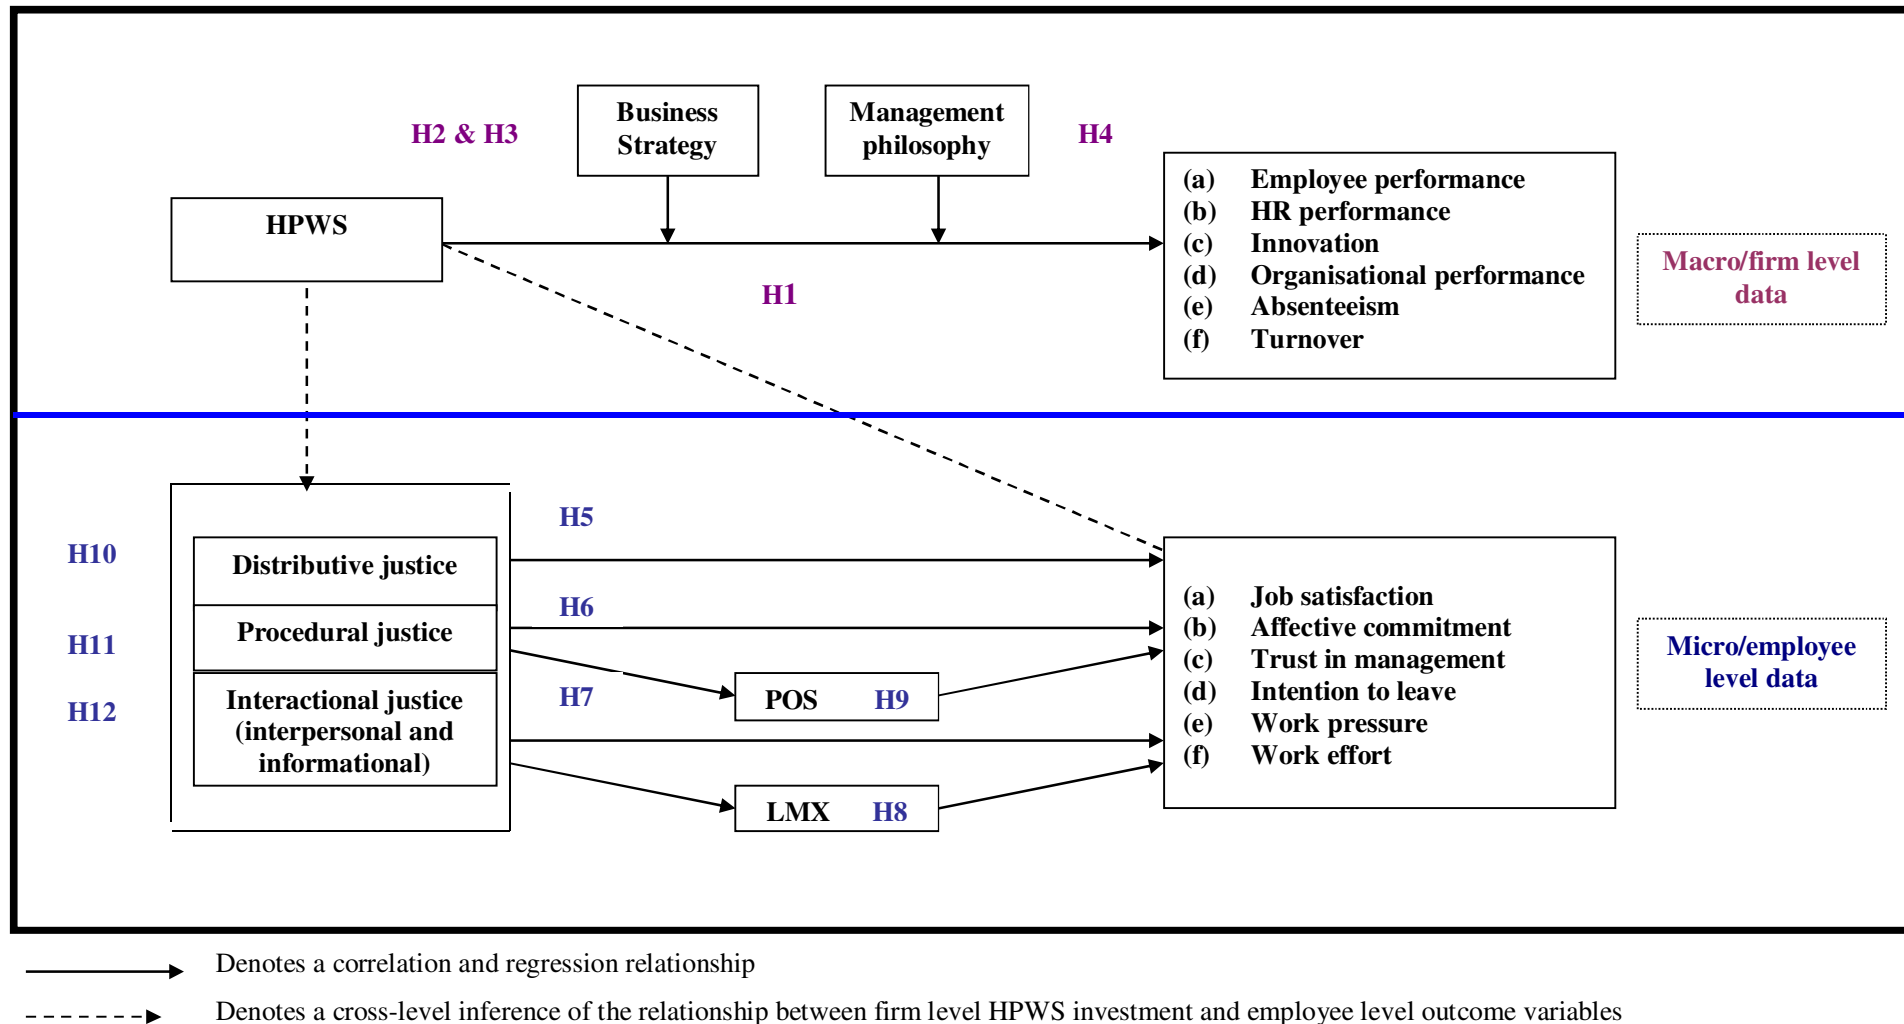 H2 & H3
Business
Strategy
Management
philosophy
H4
HPWS
H1
(a) Employee performance
(b) HR performance
(c) Innovation
(d) Organisational performance
(e) Absenteeism
(f) Turnover
Macro/firm level
data
H10
H11
H12
Distributive justice
Procedural justice
Interactional justice
(interpersonal and
informational)
H5
H6
H7
POS H9
LMX H8
(a) Job satisfaction
(b) Affective commitment
(c) Trust in management
(d) Intention to leave
(e) Work pressure
(f) Work effort
Micro/employee
level data
Denotes a correlation and regression relationship
Denotes a cross-level inference of the relationship between firm level HPWS investment and employee level outcome variables